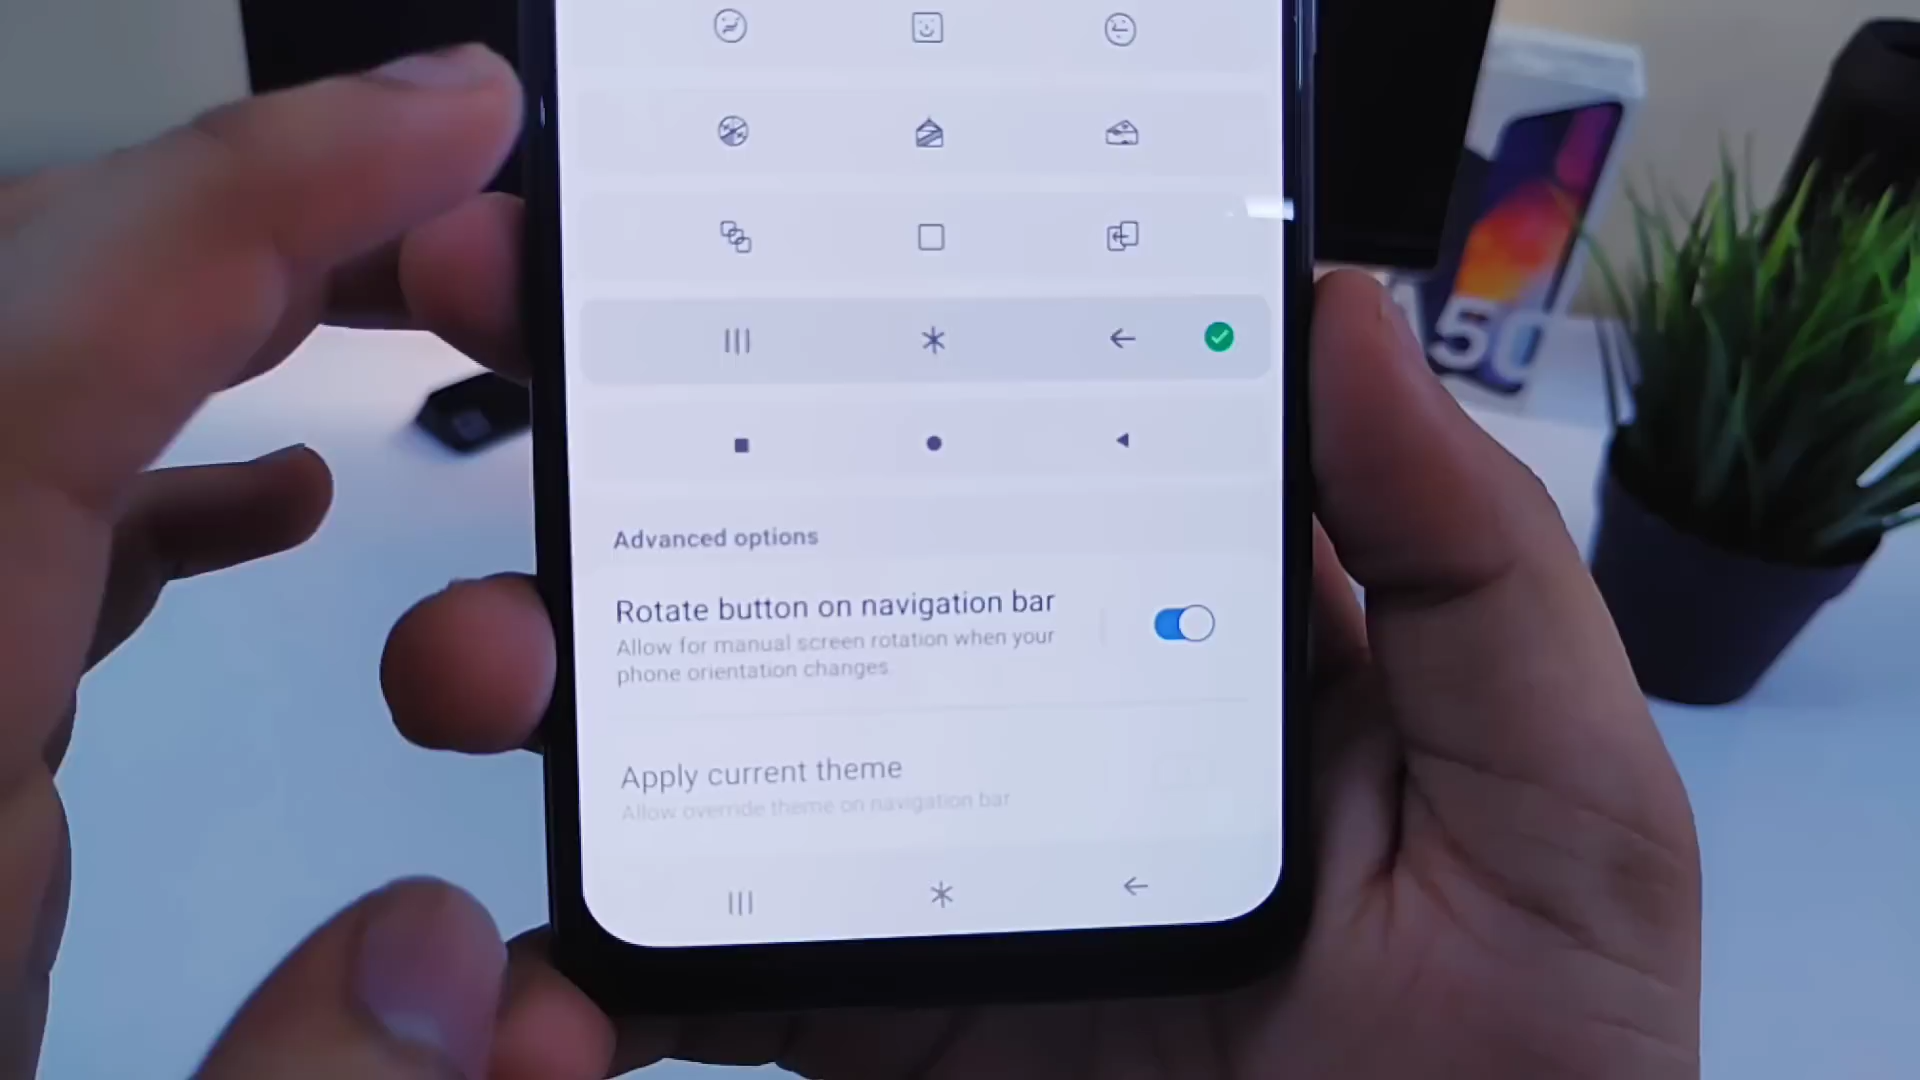 A50
Advanced options
Rotate button on navigation bar
Allow for manual screen rotation when your
phone orientation changes.
Apply current theme
Allow override theme on navigation bar